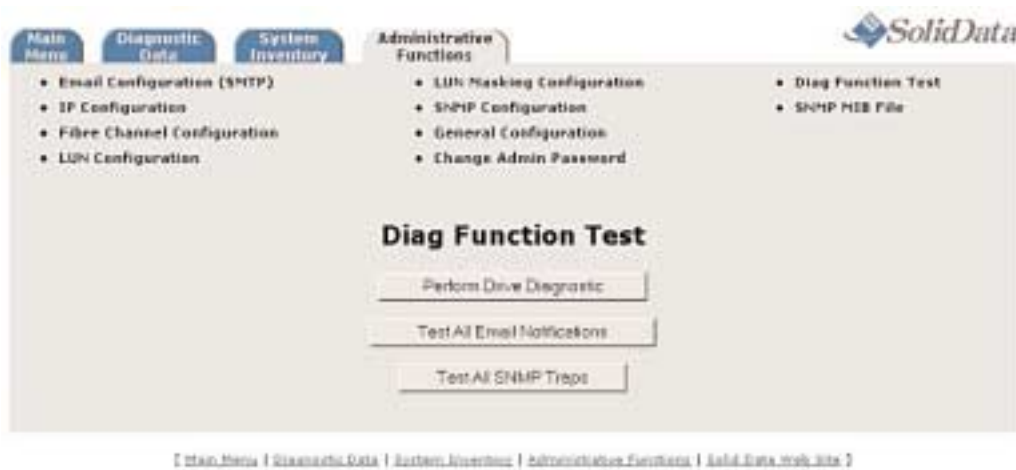 Main Menu
Diagnostic Data
System Inventory
Administrative Functions
SolidData
• Email Configuration (SMTP)
• IP Configuration
• Fibre Channel Configuration
• LUN Configuration
• LUN Masking Configuration
• SNMP Configuration
• General Configuration
• Change Admin Password
• Diag Function Test
• SNMP MIB File
Diag Function Test
Perform Drive Diagnostic
Test All Email Notifications
Test All SNMP Traps
[ Main Menu | Diagnostic Data | System Inventory | Administrative Functions | Solid Data Web Site ]